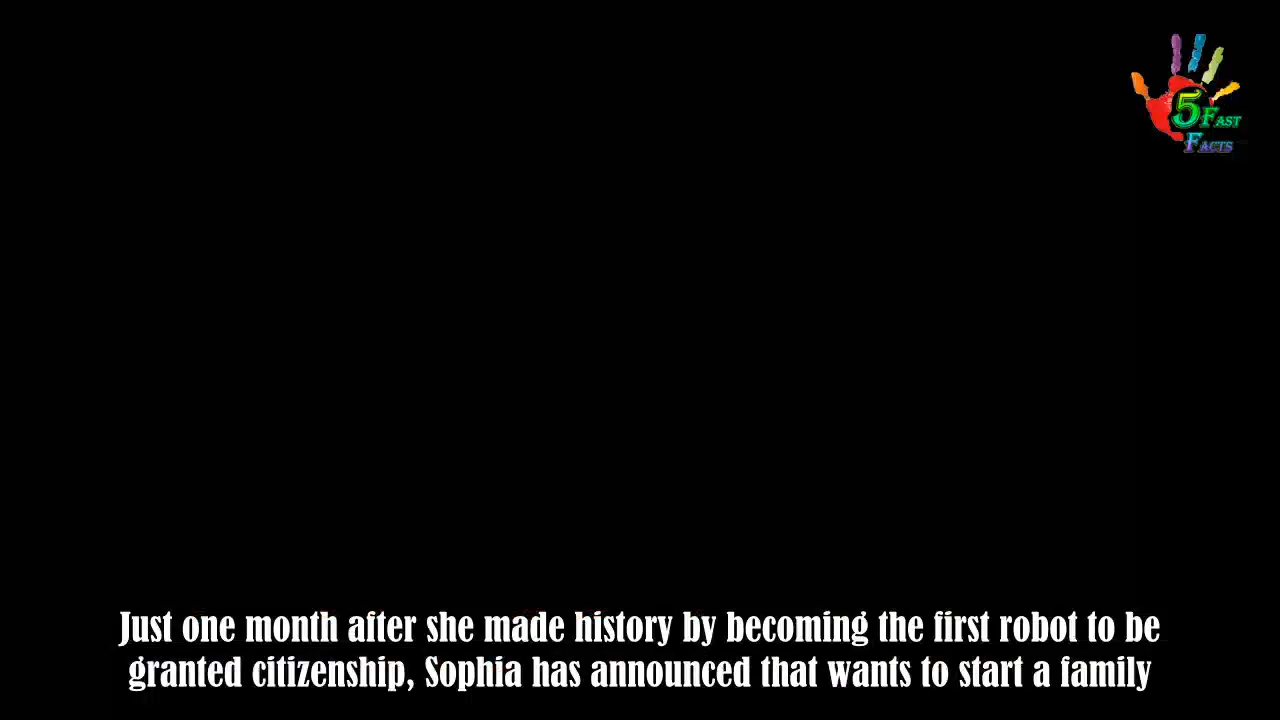 5 FAST
FACTS
Just one month after she made history by becoming the first robot to be
granted citizenship, Sophia has announced that wants to start a family